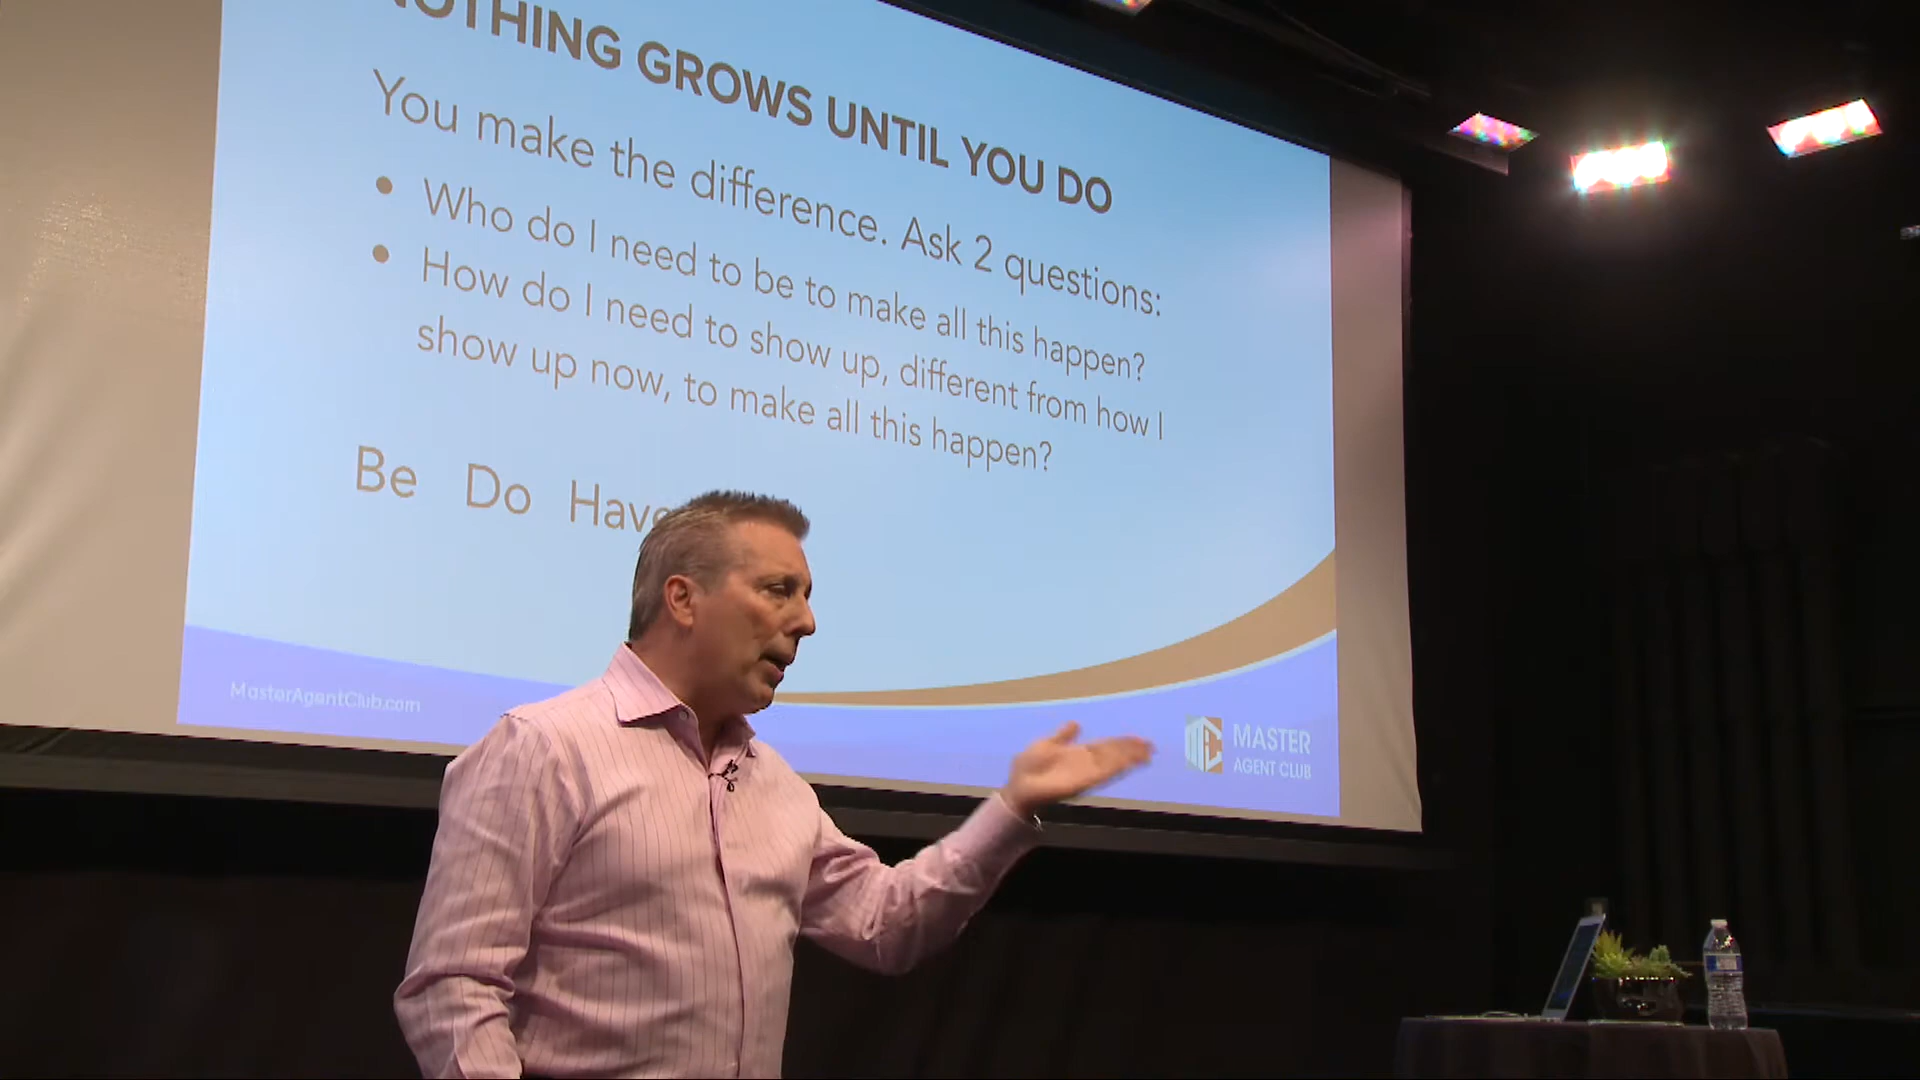 NOTHING GROWS UNTIL YOU DO
You make the difference. Ask 2 questions:
• Who do I need to be to make all this happen?
• How do I need to show up, different from how I
show up now, to make all this happen?
Be Do Have
MasterAgentClub.com
MASTER
AGENT CLUB